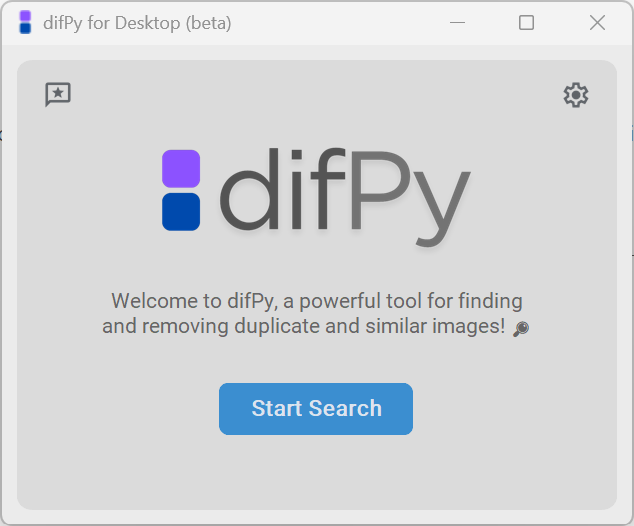 difPy for Desktop (beta)
difPy
Welcome to difPy, a powerful tool for finding
and removing duplicate and similar images!
Start Search